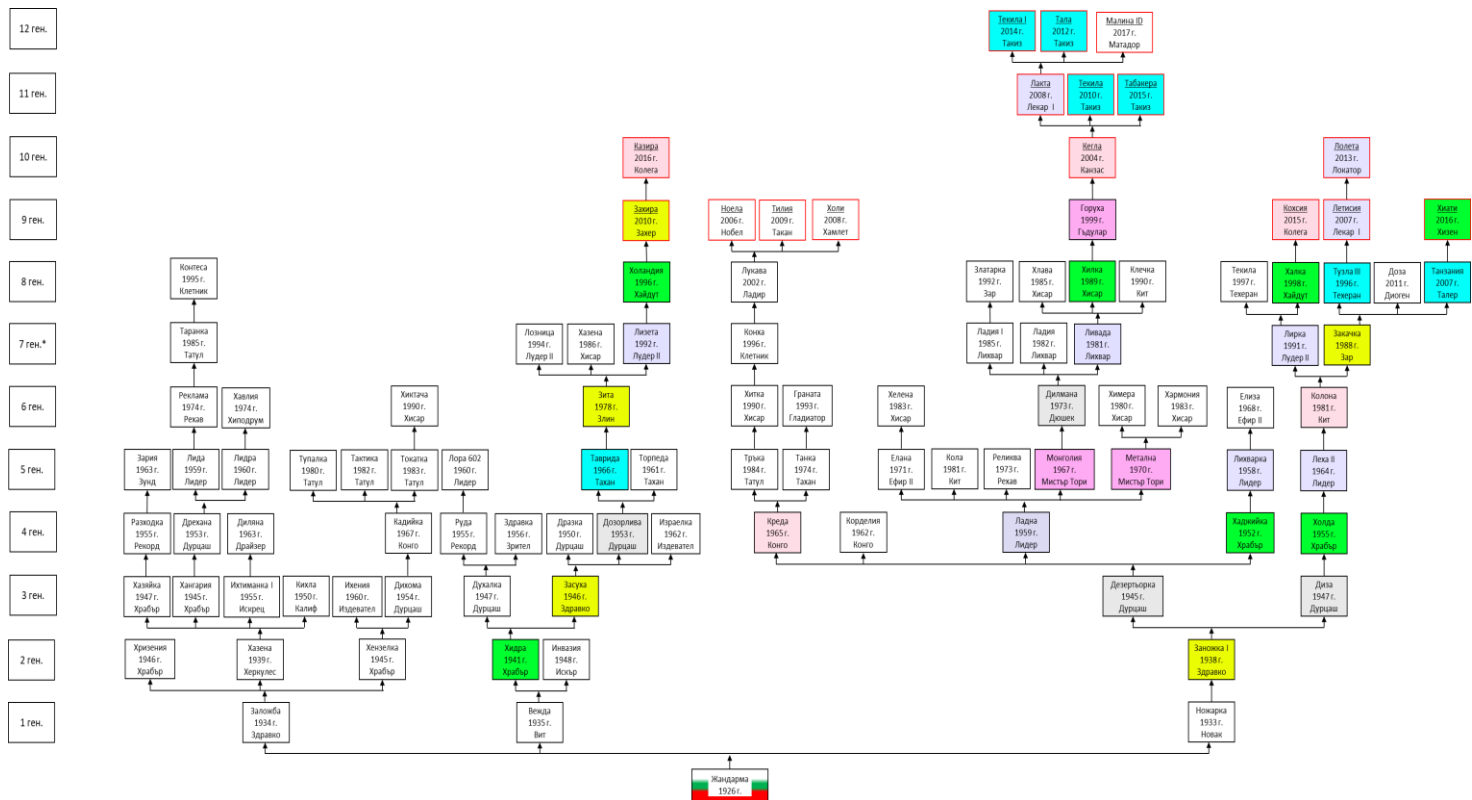 12 ген.
Текила I
2014 г.
Такиз
Тала
2012 г.
Такиз
Малина ID
2017 г.
Матадор
11 ген.
Лакта
2008 г.
Лекар I
Текила
2010 г.
Такиз
Табакера
2015 г.
Такиз
10 ген.
Казира
2016 г.
Колега
Кегла
2004 г.
Канзас
Лолета
2013 г.
Локатор
9 ген.
Закира
2010 г.
Захер
Ноела
2006 г.
Нобел
Тилия
2009 г.
Такан
Холи
2008 г.
Хамлет
Горуха
1999 г.
Гъдулар
Кохсия
2015 г.
Колега
Летисия
2007 г.
Лекар I
Хиати
2016 г.
Хизен
8 ген.
Контеса
1995 г.
Клетник
Холандия
1996 г.
Хайдут
Лукава
2002 г.
Ладир
Златарка
1992 г.
Зар
Хлава
1985 г.
Хисар
Хилка
1989 г.
Хисар
Клечка
1990 г.
Кит
Текила
1997 г.
Техеран
Халка
1998 г.
Хайдут
Тузла III
1996 г.
Техеран
Доза
2011 г.
Диоген
Танзания
2007 г.
Талер
7 ген.*
Таранка
1985 г.
Татул
Лозница
1994 г.
Лудер II
Хазена
1986 г.
Хисар
Лизета
1992 г.
Лудер II
Конха
1996 г.
Клетник
Ладия I
1985 г.
Лихвар
Ладия
1982 г.
Лихвар
Ливада
1981 г.
Лихвар
Лирка
1991 г.
Лудер II
Закачка
1988 г.
Зар
6 ген.
Реклама
1974 г.
Рехав
Хавлия
1974 г.
Хиподрум
Хиктача
1990 г.
Хисар
Зита
1978 г.
Злин
Хитка
1990 г.
Хисар
Граната
1993 г.
Гладиатор
Хелена
1983 г.
Хисар
Дилмана
1973 г.
Дюшек
Химера
1980 г.
Хисар
Хармония
1983 г.
Хисар
Елиза
1968 г.
Ефир II
Колона
1981 г.
Кит
5 ген.
Зария
1963 г.
Зунд
Лида
1959 г.
Лидер
Лидра
1960 г.
Лидер
Тупалка
1980 г.
Татул
Тактика
1982 г.
Татул
Токатка
1983 г.
Татул
Лора 602
1960 г.
Лидер
Таврида
1966 г.
Тахан
Торпеда
1961 г.
Тахан
Тръка
1984 г.
Татул
Танка
1974 г.
Тахан
Елана
1971 г.
Ефир II
Кола
1981 г.
Кит
Реликва
1973 г.
Рехав
Монголия
1967 г.
Мистър Тори
Метална
1970 г.
Мистър Тори
Лихварка
1958 г.
Лидер
Леха II
1964 г.
Лидер
4 ген.
Разходка
1955 г.
Рекорд
Дрехана
1953 г.
Дурцаш
Диляна
1963 г.
Драйзер
Кадийка
1967 г.
Конго
Руда
1955 г.
Рекорд
Здравка
1956 г.
Зрител
Дразка
1950 г.
Дурцаш
Дозорлива
1953 г.
Дурцаш
Израелка
1962 г.
Издевател
Креда
1965 г.
Конго
Корделия
1962 г.
Конго
Ладна
1959 г.
Лидер
Хаджийка
1952 г.
Храбър
Холда
1955 г.
Храбър
3 ген.
Хазяйка
1947 г.
Храбър
Хангария
1945 г.
Храбър
Ихтиманка I
1955 г.
Искрец
Кихла
1950 г.
Калиф
Ихения
1960 г.
Издевател
Дихома
1954 г.
Дурцаш
Духалка
1947 г.
Дурцаш
Засуха
1946 г.
Здравко
Дезертьорка
1945 г.
Дурцаш
Диза
1947 г.
Дурцаш
2 ген.
Хризения
1946 г.
Храбър
Хазена
1939 г.
Херкулес
Хензелка
1945 г.
Храбър
Хидра
1941 г.
Храбър
Инвазия
1948 г.
Искър
Заножка I
1938 г.
Здравко
1 ген.
Заложба
1934 г.
Здравко
Вежда
1935 г.
Вит
Ножарка
1933 г.
Новак
Жандарма
1926 г.